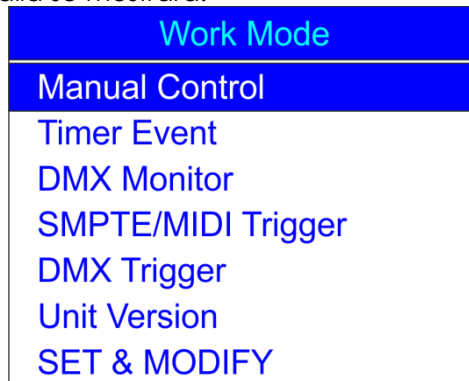 Work Mode
Manual Control
Timer Event
DMX Monitor
SMPTE/MIDI Trigger
DMX Trigger
Unit Version
SET & MODIFY